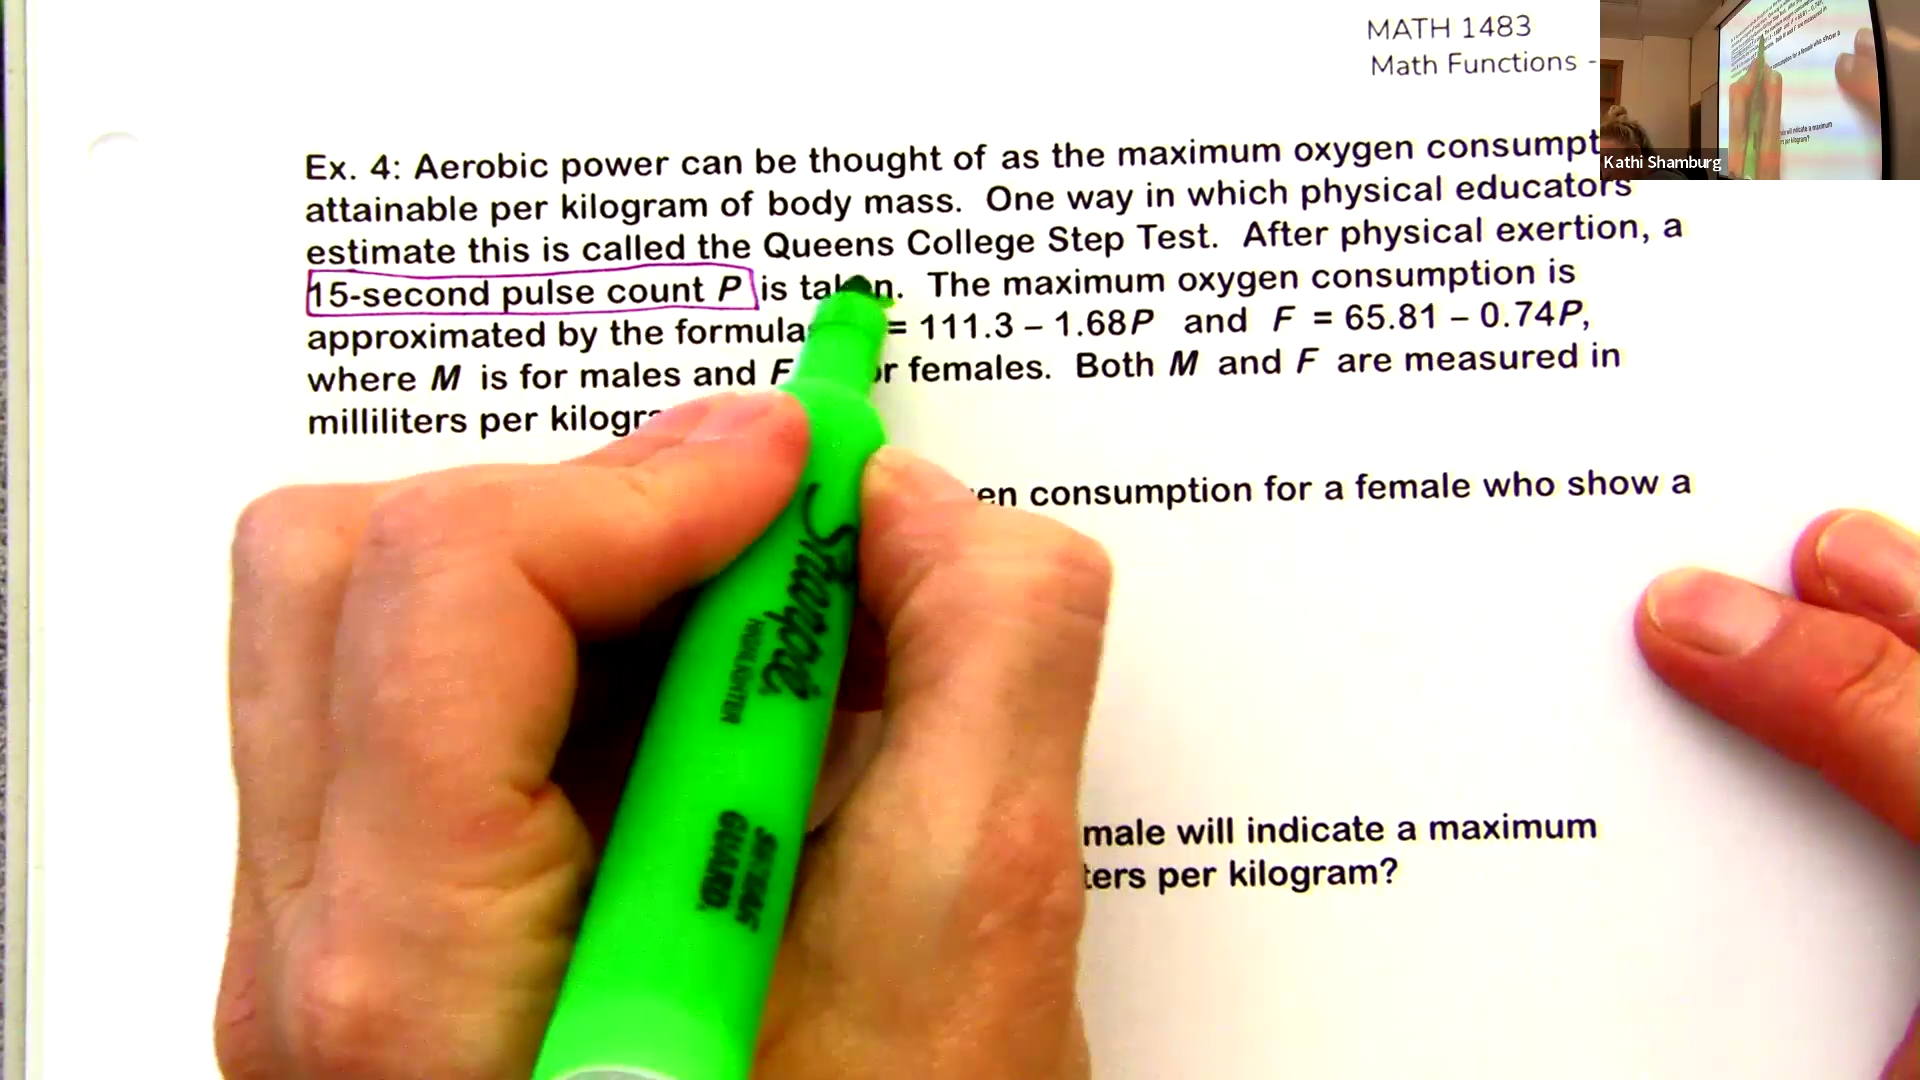 MATH 1483
Math Functions -
Ex. 4: Aerobic power can be thought of as the maximum oxygen consumpt
attainable per kilogram of body mass. One way in which physical educators
estimate this is called the Queens College Step Test. After physical exertion, a
15-second pulse count P is taken. The maximum oxygen consumption is
approximated by the formula = 111.3 – 1.68P and F = 65.81 – 0.74P,
where M is for males and F females. Both M and F are measured in
milliliters per kilogr
en consumption for a female who show a
male will indicate a maximum
ters per kilogram?
Sharpie
HIGHLIGHTER
SMEAR
GUARD
Kathi Shamburg